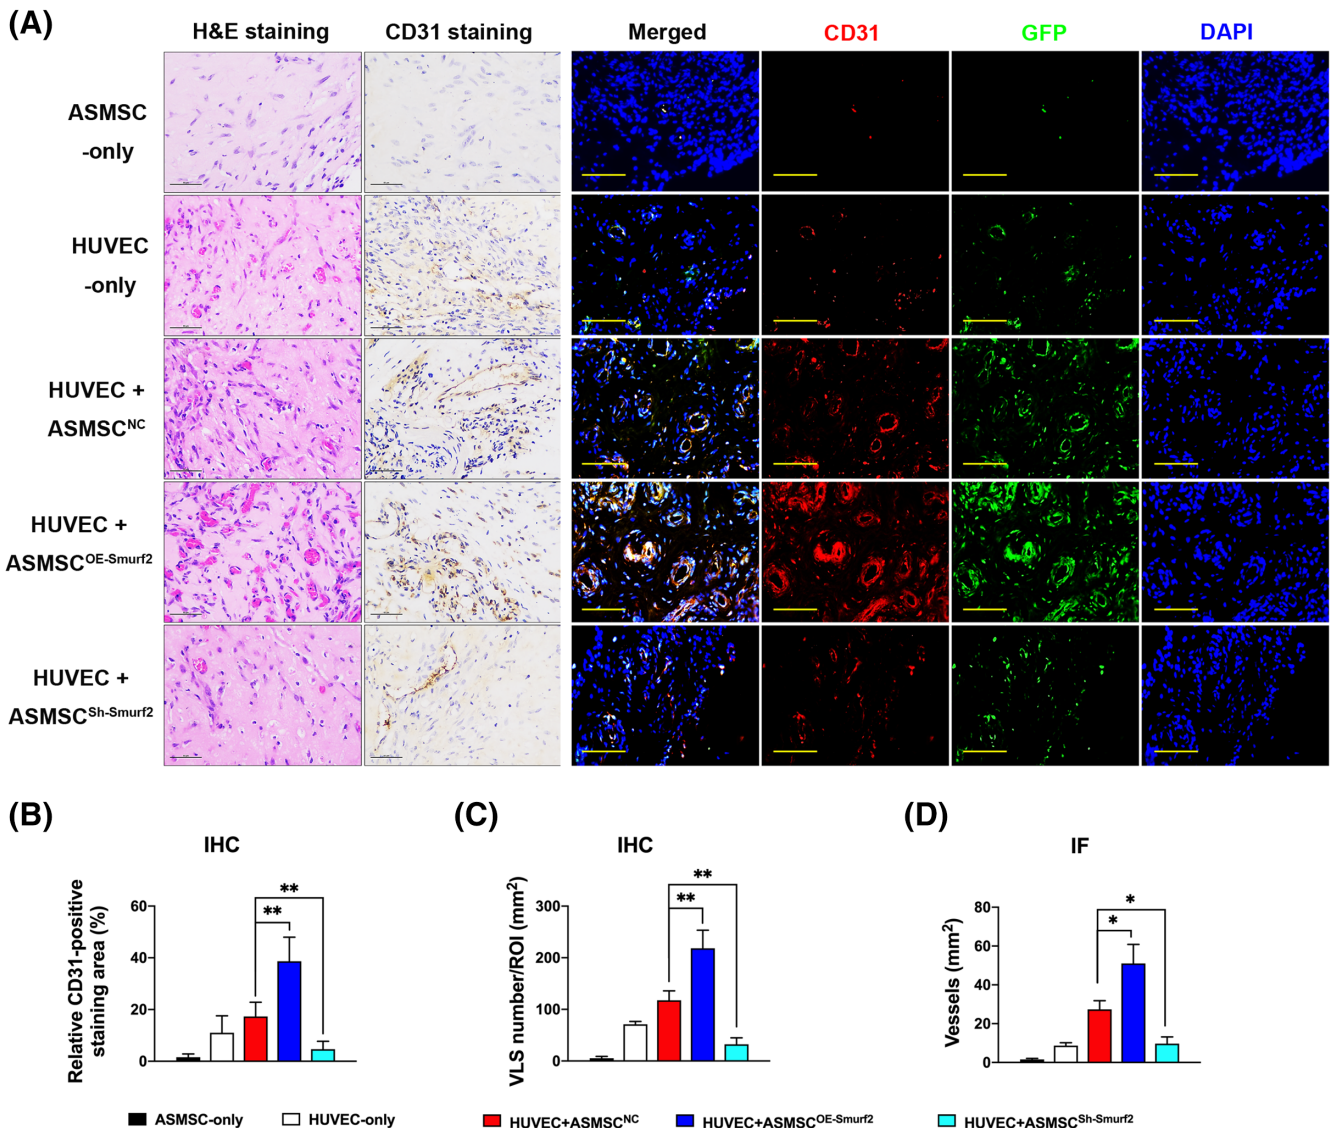 (A)
H&E staining
CD31 staining
Merged
CD31
GFP
DAPI
ASMSC
-only
HUVEC
-only
HUVEC +
ASMSCNC
HUVEC +
ASMSCOE-Smurf2
HUVEC +
ASMSCSh-Smurf2
(B)
IHC
Relative CD31-positive
staining area (%)
60
40
20
0
**
**
(C)
IHC
VLS number/ROI (mm2)
300
200
100
0
**
**
(D)
IF
Vessels (mm2)
80
60
40
20
0
*
*
ASMSC-only
HUVEC-only
HUVEC+ASMSCNC
HUVEC+ASMSCOE-Smurf2
HUVEC+ASMSCSh-Smurf2